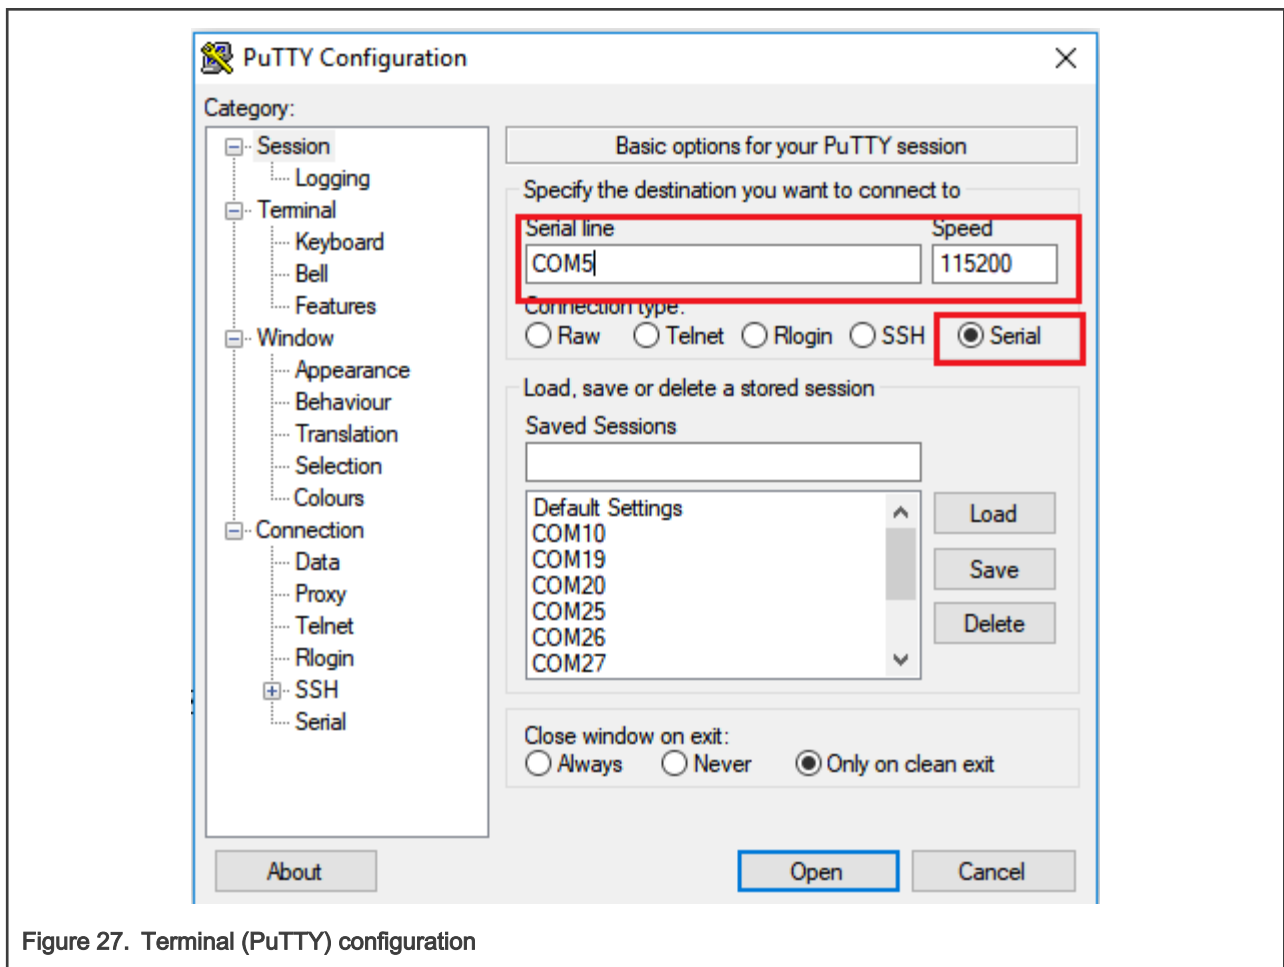 PuTTY Configuration
Category:
Session
Logging
Terminal
Keyboard
Bell
Features
Window
Appearance
Behaviour
Translation
Selection
Colours
Connection
Data
Proxy
Telnet
Rlogin
SSH
Serial
Basic options for your PuTTY session
Specify the destination you want to connect to
Serial line Speed
COM5 115200
Connection type:
Raw Telnet Rlogin SSH Serial
Load, save or delete a stored session
Saved Sessions
Default Settings
COM10
COM19
COM20
COM25
COM26
COM27
Load
Save
Delete
Close window on exit:
Always Never Only on clean exit
About Open Cancel
Figure 27. Terminal (PuTTY) configuration